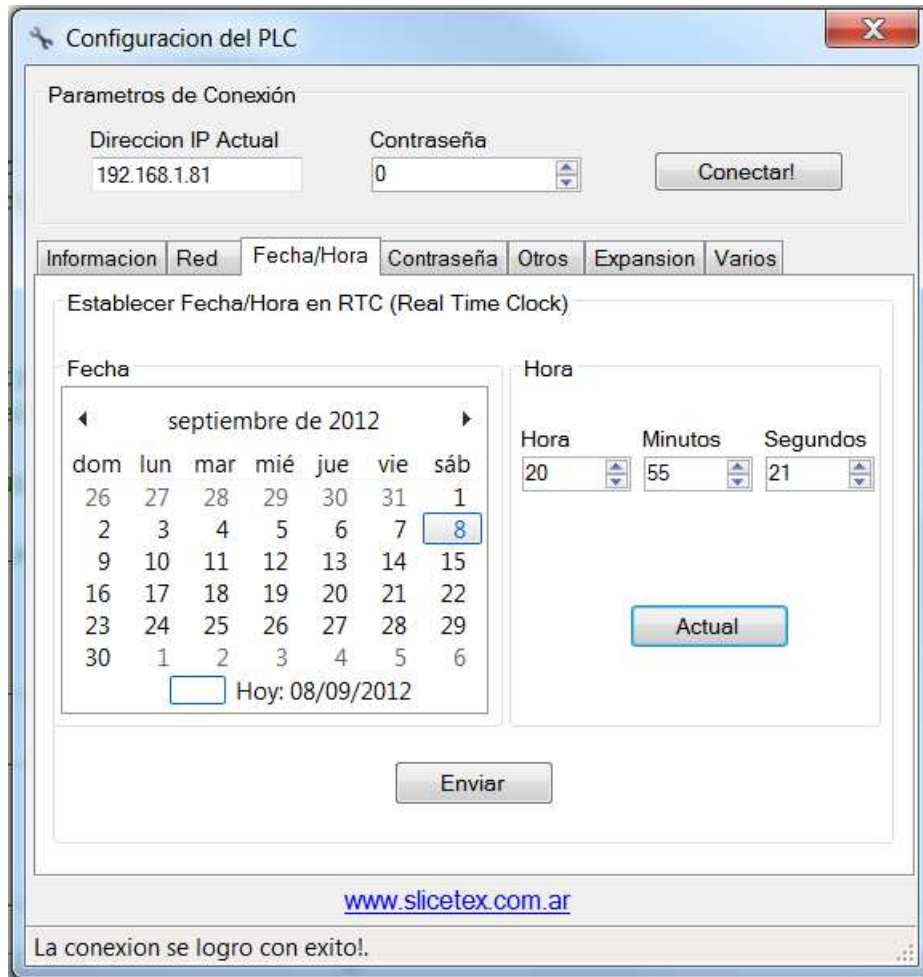 Configuracion del PLC
Parametros de Conexión
Direccion IP Actual Contraseña
192.168.1.81 0 Conectar!
Informacion Red Fecha/Hora Contraseña Otros Expansion Varios
Establecer Fecha/Hora en RTC (Real Time Clock)
Fecha
septiembre de 2012
dom lun mar mié jue vie sáb
26 27 28 29 30 31 1
2 3 4 5 6 7 8
9 10 11 12 13 14 15
16 17 18 19 20 21 22
23 24 25 26 27 28 29
30 1 2 3 4 5 6
Hoy: 08/09/2012
Hora
Hora Minutos Segundos
20 55 21
Actual
Enviar
www.slicetex.com.ar
La conexion se logro con exito!.